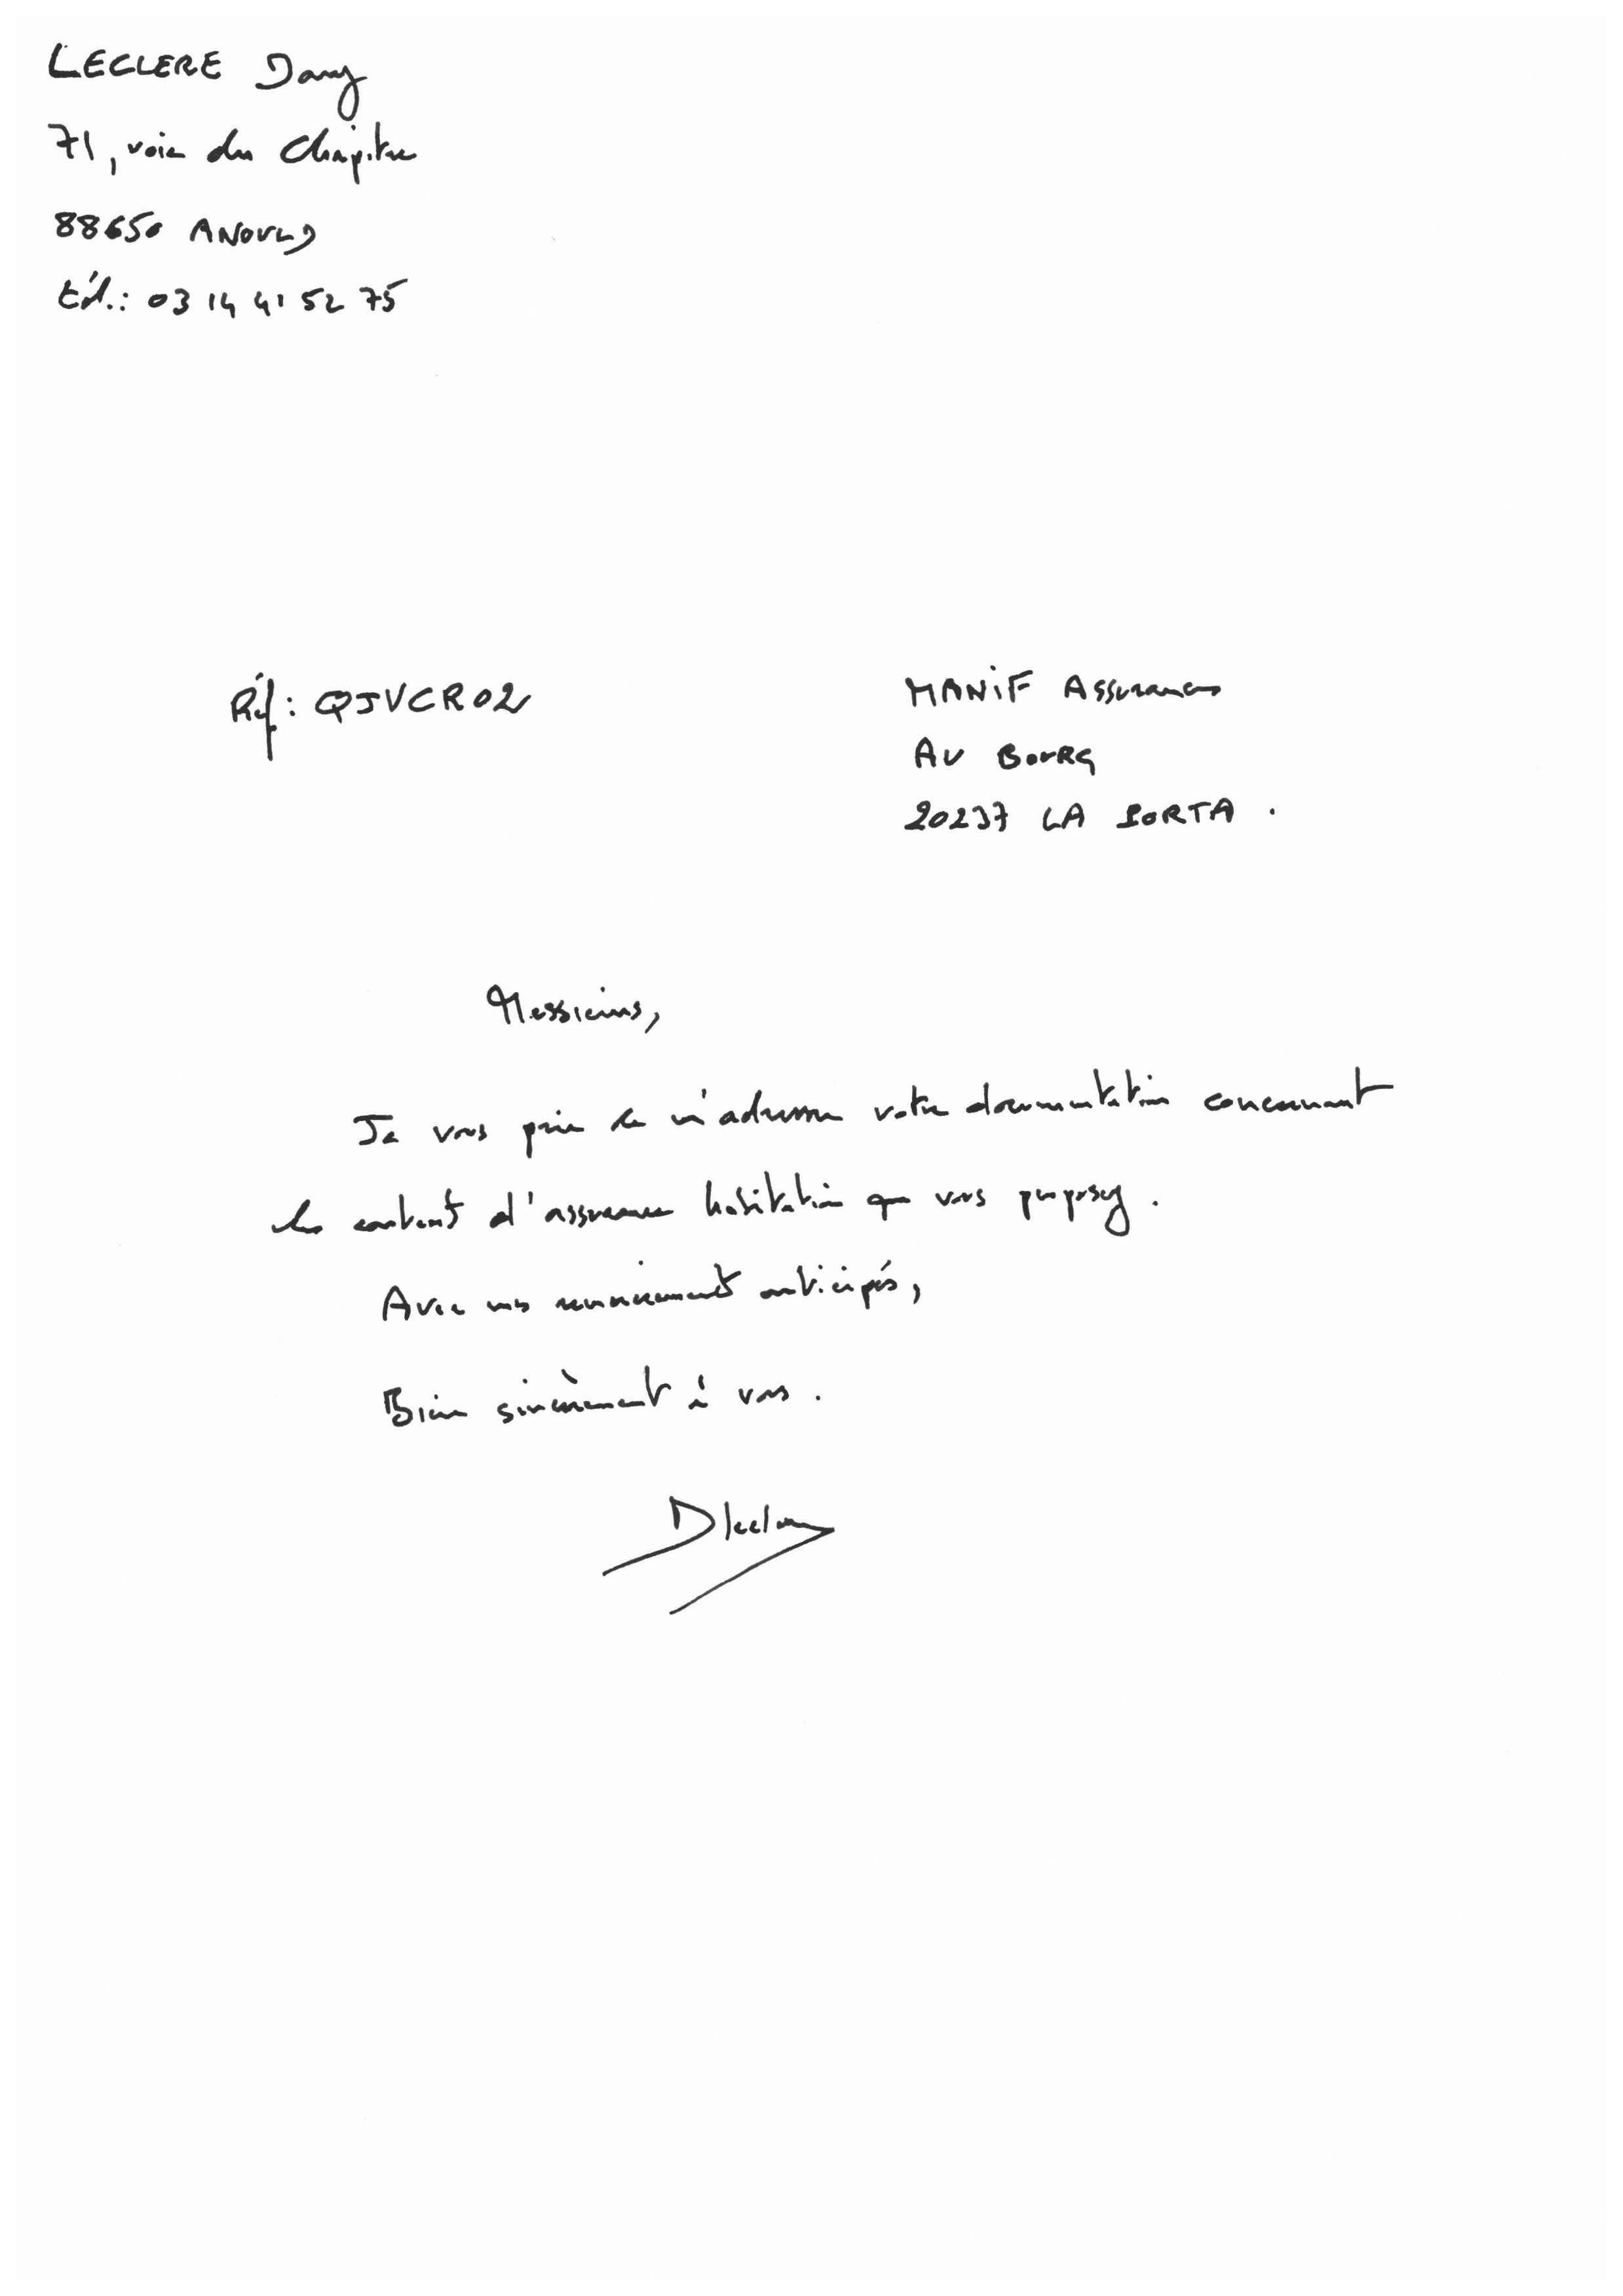 LECLERE Dany
71, voie du Chapitre
88650 ANOULD
tél.: 03 14 41 52 75
Réf: QJVCR02
MANIF Assurances
AU BOURG
20237 LA PORTA.
Messieurs,
Je vous prie de m'adresser votre documentation concernant
les contrats d'assurance habitation que vous proposez.
Avec mes remerciements anticipés,
Bien sincèrement à vous.
DLeclere